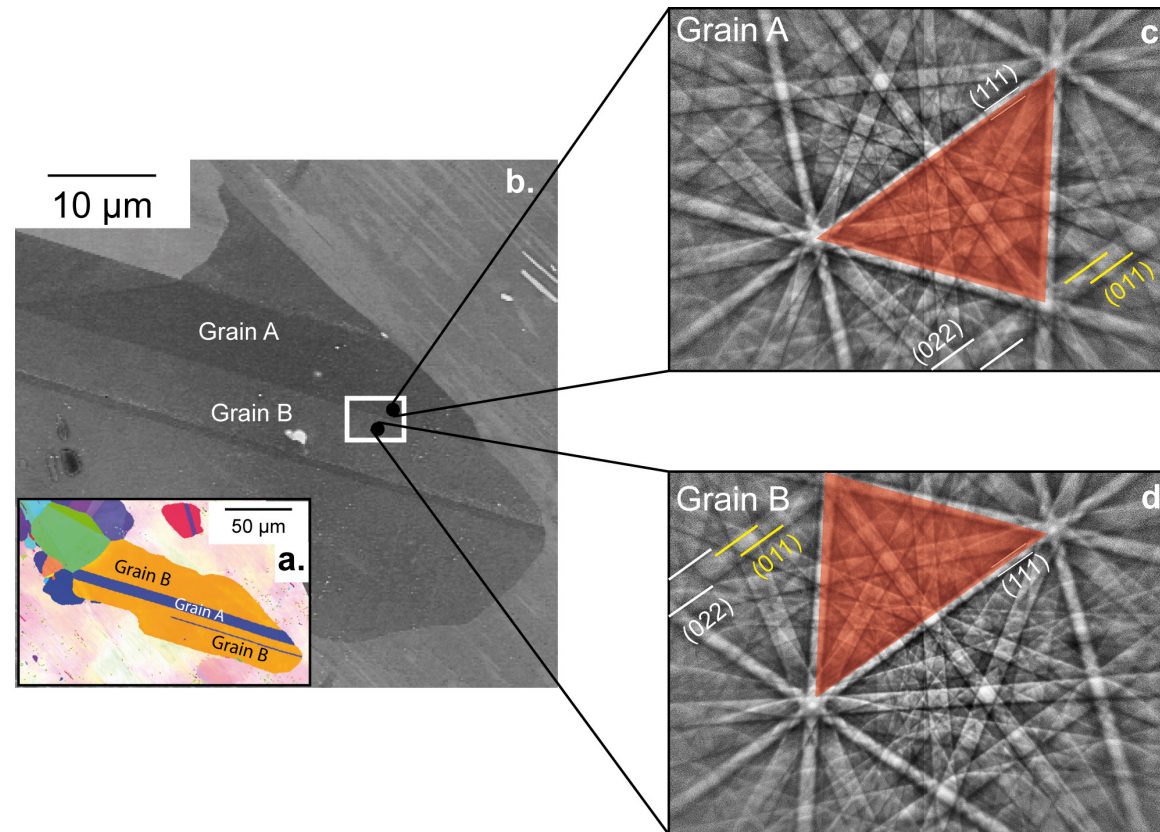 Grain A
c.
(111)
(011)
(022)
10 µm
b.
Grain A
Grain B
50 µm
a.
Grain B
Grain A
Grain B
Grain B
d.
(011)
(022)
(111)